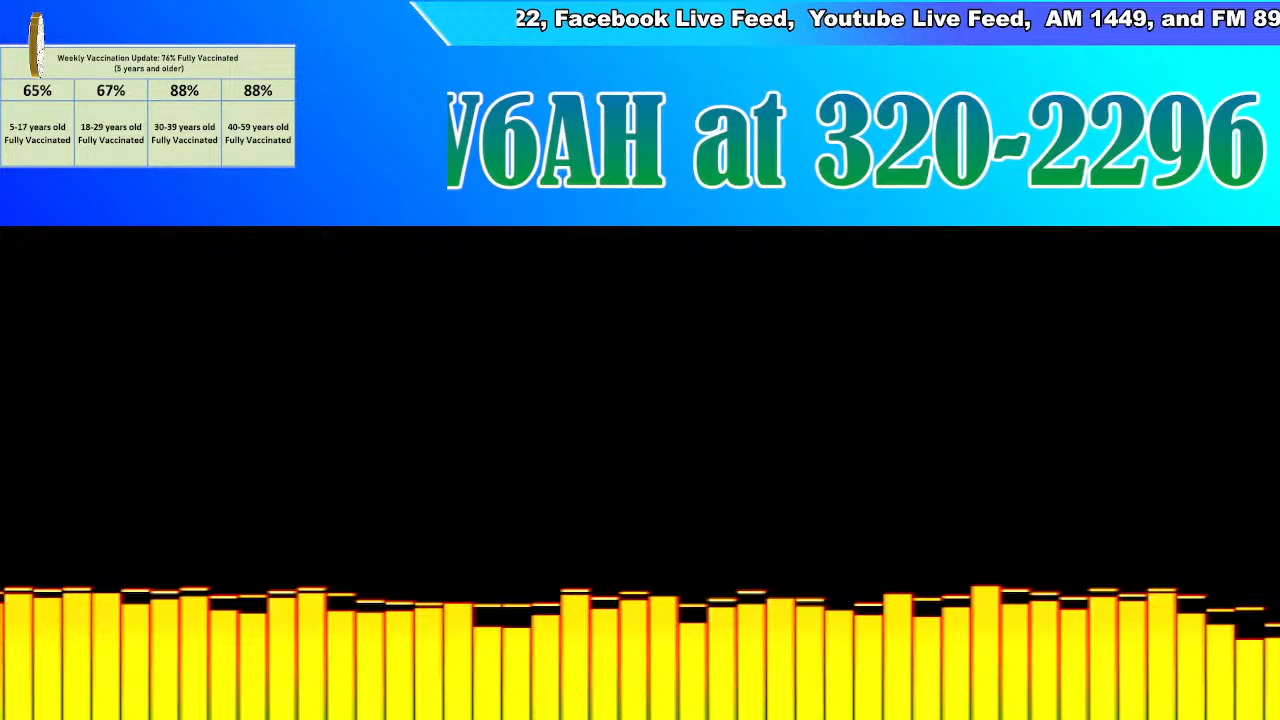 22, Facebook Live Feed, Youtube Live Feed, AM 1449, and FM 89
V6AH at 320-2296
Weekly Vaccination Update: 76% Fully Vaccinated
(5 years and older)
65% 67% 88% 88%
5-17 years old 18-29 years old 30-39 years old 40-59 years old
Fully Vaccinated Fully Vaccinated Fully Vaccinated Fully Vaccinated